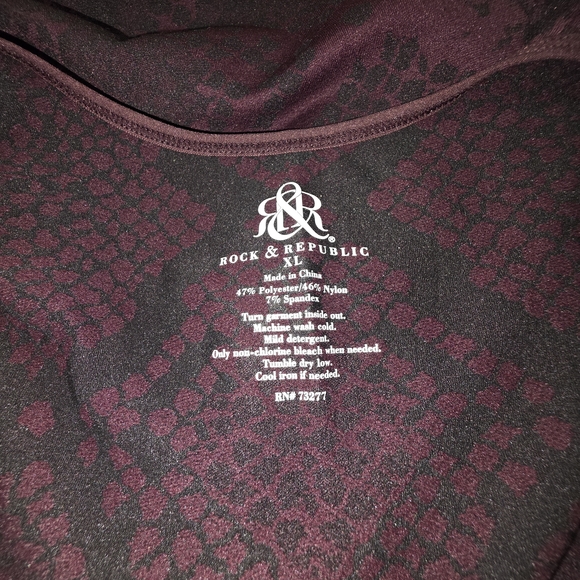 R&R®
ROCK & REPUBLIC
XL
Made in China
47% Polyester/46% Nylon
7% Spandex
Turn garment inside out.
Machine wash cold.
Mild detergent.
Only non-chlorine bleach when needed.
Tumble dry low.
Cool iron if needed.
RN# 73277